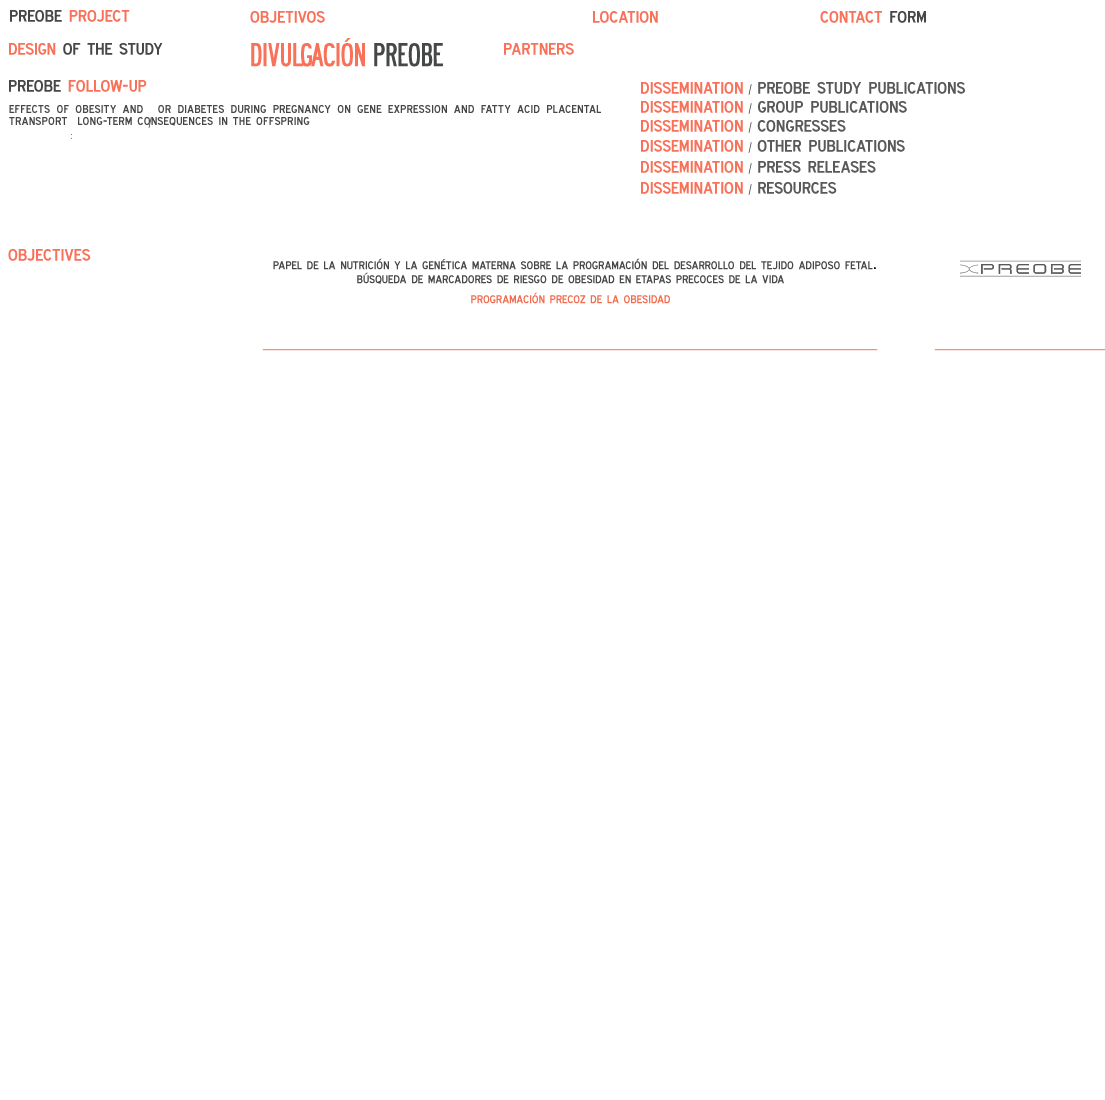 PREOBE PROJECT
OBJETIVOS
LOCATION
CONTACT FORM
DESIGN OF THE STUDY
DIVULGACIÓN PREOBE
PARTNERS
PREOBE FOLLOW-UP
EFFECTS OF OBESITY AND OR DIABETES DURING PREGNANCY ON GENE EXPRESSION AND FATTY ACID PLACENTAL
TRANSPORT LONG-TERM CONSEQUENCES IN THE OFFSPRING
/
:
DISSEMINATION / PREOBE STUDY PUBLICATIONS
DISSEMINATION / GROUP PUBLICATIONS
DISSEMINATION / CONGRESSES
DISSEMINATION / OTHER PUBLICATIONS
DISSEMINATION / PRESS RELEASES
DISSEMINATION / RESOURCES
OBJECTIVES
PAPEL DE LA NUTRICIÓN Y LA GENÉTICA MATERNA SOBRE LA PROGRAMACIÓN DEL DESARROLLO DEL TEJIDO ADIPOSO FETAL.
BÚSQUEDA DE MARCADORES DE RIESGO DE OBESIDAD EN ETAPAS PRECOCES DE LA VIDA
PROGRAMACIÓN PRECOZ DE LA OBESIDAD
PREOBE